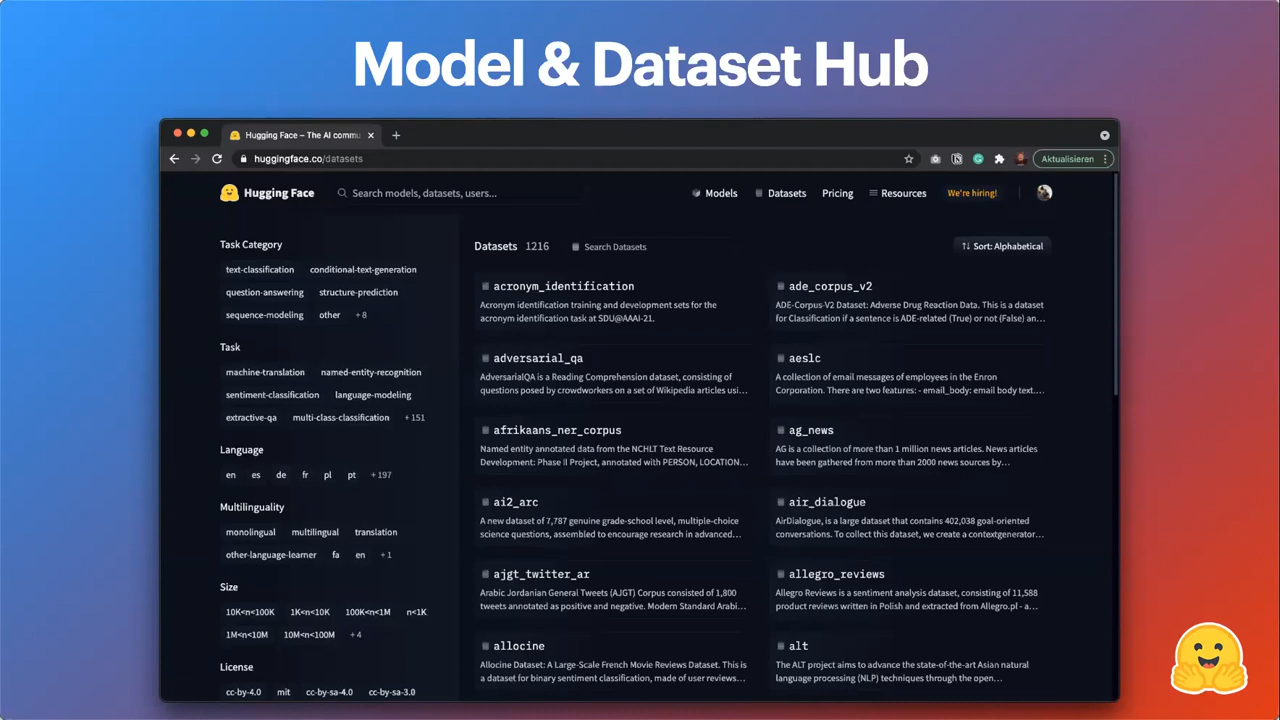 Model & Dataset Hub
Hugging Face – The AI commu
huggingface.co/datasets
Aktualisieren
Hugging Face
Search models, datasets, users...
Models
Datasets
Pricing
Resources
We're hiring!
Task Category
text-classification conditional-text-generation
question-answering structure-prediction
sequence-modeling other + 8
Task
machine-translation named-entity-recognition
sentiment-classification language-modeling
extractive-qa multi-class-classification + 151
Language
en es de fr pl pt + 197
Multilinguality
monolingual multilingual translation
other-language-learner fa en + 1
Size
10K<n<100K 1K<n<10K 100K<n<1M n<1K
1M<n<10M 10M<n<100M + 4
License
cc-by-4.0 mit cc-by-sa-4.0 cc-by-sa-3.0
Datasets 1216
Search Datasets
Sort: Alphabetical
acronym_identification
Acronym identification training and development sets for the
acronym identification task at SDU@AAAI-21.
ade_corpus_v2
ADE-Corpus-V2 Dataset: Adverse Drug Reaction Data. This is a dataset
for Classification if a sentence is ADE-related (True) or not (False) an...
adversarial_qa
AdversarialQA is a Reading Comprehension dataset, consisting of
questions posed by crowdworkers on a set of Wikipedia articles usi...
aeslc
A collection of email messages of employees in the Enron
Corporation. There are two features: - email_body: email body text....
afrikaans_ner_corpus
Named entity annotated data from the NCHLT Text Resource
Development: Phase II Project, annotated with PERSON, LOCATION...
ag_news
AG is a collection of more than 1 million news articles. News articles
have been gathered from more than 2000 news sources by...
ai2_arc
A new dataset of 7,787 genuine grade-school level, multiple-choice
science questions, assembled to encourage research in advanced...
air_dialogue
AirDialogue, is a large dataset that contains 402,038 goal-oriented
conversations. To collect this dataset, we create a contextgenerator...
ajgt_twitter_ar
Arabic Jordanian General Tweets (AJGT) Corpus consisted of 1,800
tweets annotated as positive and negative. Modern Standard Arabi...
allegro_reviews
Allegro Reviews is a sentiment analysis dataset, consisting of 11,588
product reviews written in Polish and extracted from Allegro.pl - a...
allocine
Allocine Dataset: A Large-Scale French Movie Reviews Dataset. This is
a dataset for binary sentiment classification, made of user reviews...
alt
The ALT project aims to advance the state-of-the-art Asian natural
language processing (NLP) techniques through the open...